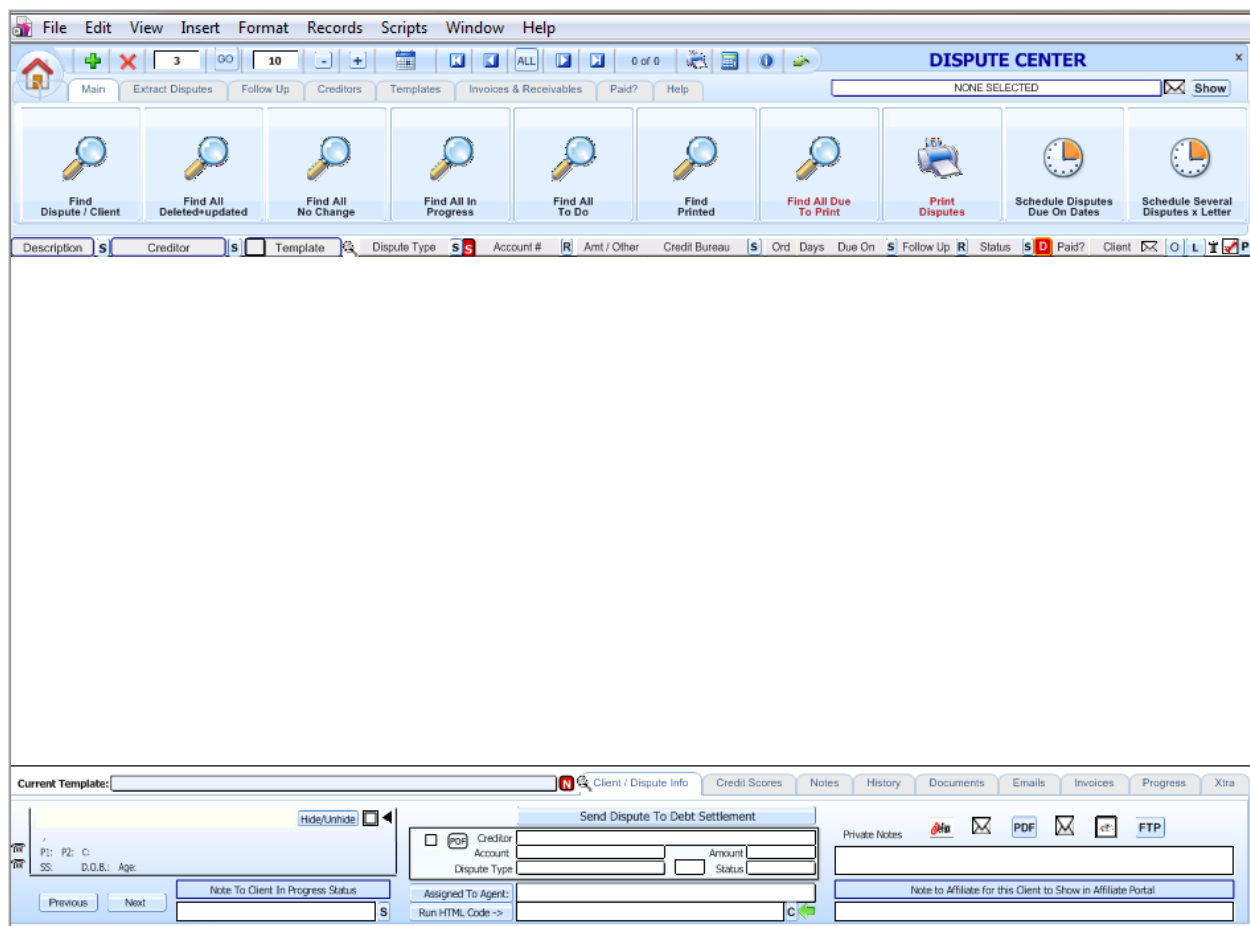 File Edit View Insert Format Records Scripts Window Help
3 GO 10 - + ALL 0 of 0 DISPUTE CENTER x
Main Extract Disputes Follow Up Creditors Templates Invoices & Receivables Paid? Help NONE SELECTED Show
Find Dispute / Client
Find All Deleted+updated
Find All No Change
Find All In Progress
Find All To Do
Find Printed
Find All Due To Print
Print Disputes
Schedule Disputes Due On Dates
Schedule Several Disputes x Letter
Description S Creditor S Template Dispute Type S S Account # R Amt / Other Credit Bureau S Ord Days Due On S Follow Up R Status S D Paid? Client O L P
Current Template: N Client / Dispute Info Credit Scores Notes History Documents Emails Invoices Progress Xtra
Hide/Unhide Send Dispute To Debt Settlement
PDF Creditor Private Notes PDF FTP
,
P1: P2: C: Account Amount
SS: D.O.B.: Age: Dispute Type Status
Note To Client In Progress Status Assigned To Agent: Note to Affiliate for this Client to Show in Affiliate Portal
Previous Next S Run HTML Code -> C